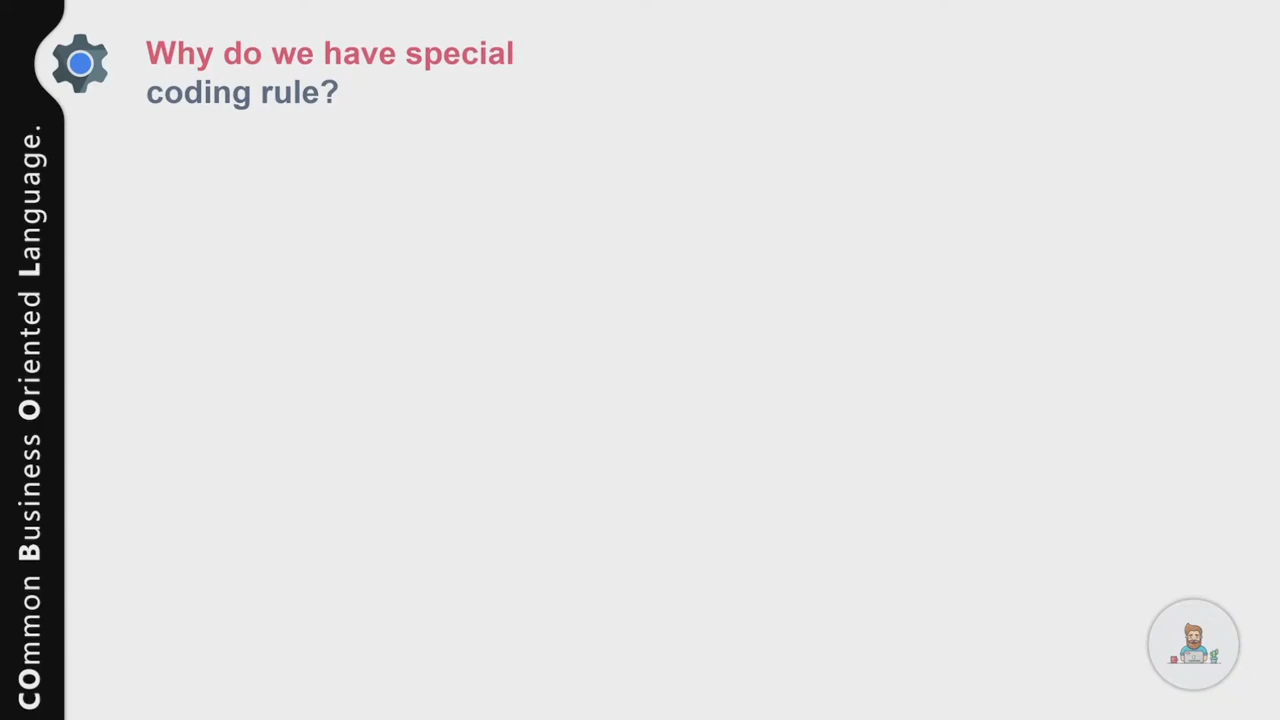 Why do we have special
coding rule?
COmmon Business Oriented Language.